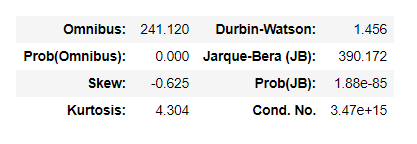 Omnibus: 241.120 Durbin-Watson: 1.456
Prob(Omnibus): 0.000 Jarque-Bera (JB): 390.172
Skew: -0.625 Prob(JB): 1.88e-85
Kurtosis: 4.304 Cond. No. 3.47e+15